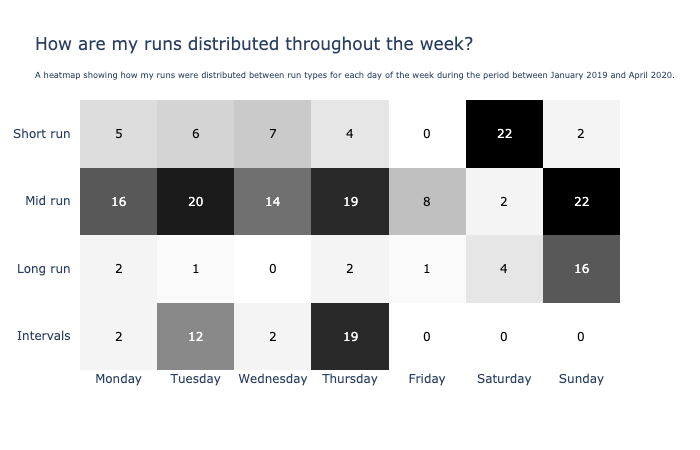 How are my runs distributed throughout the week?
A heatmap showing how my runs were distributed between run types for each day of the week during the period between January 2019 and April 2020.
Short run 5 6 7 4 0 22 2
Mid run 16 20 14 19 8 2 22
Long run 2 1 0 2 1 4 16
Intervals 2 12 2 19 0 0 0
Monday Tuesday Wednesday Thursday Friday Saturday Sunday